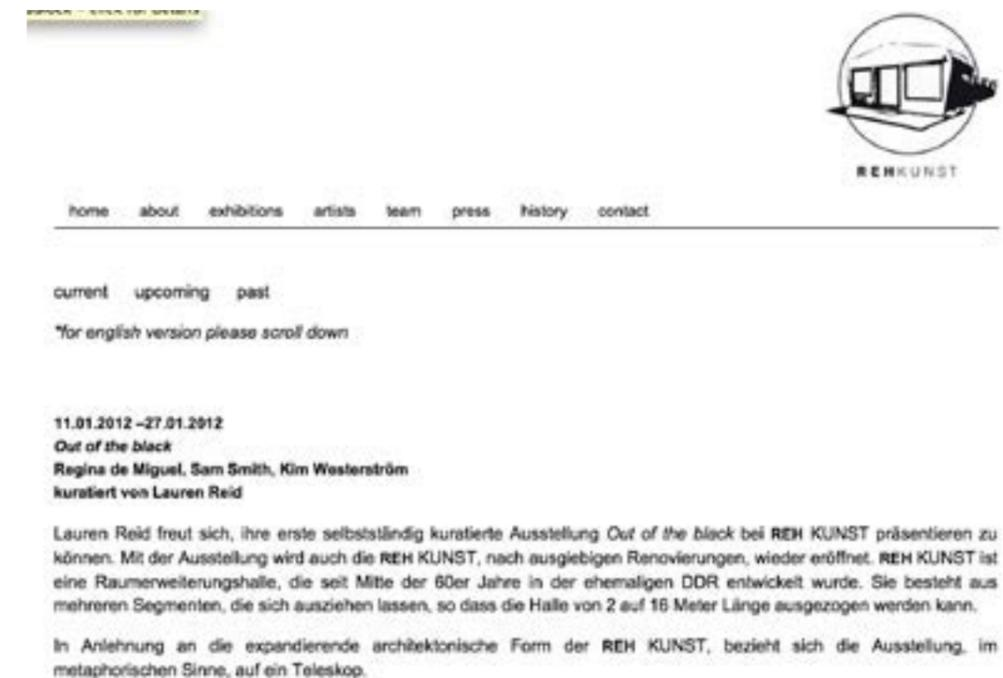 click for details
REHKUNST
home about exhibitions artists team press history contact
current upcoming past
*for english version please scroll down
11.01.2012 –27.01.2012
Out of the black
Regina de Miguel, Sam Smith, Kim Westerström
kuratiert von Lauren Reid
Lauren Reid freut sich, ihre erste selbstständig kuratierte Ausstellung Out of the black bei REH KUNST präsentieren zu
können. Mit der Ausstellung wird auch die REH KUNST, nach ausgiebigen Renovierungen, wieder eröffnet. REH KUNST ist
eine Raumerweiterungshalle, die seit Mitte der 60er Jahre in der ehemaligen DDR entwickelt wurde. Sie besteht aus
mehreren Segmenten, die sich ausziehen lassen, so dass die Halle von 2 auf 16 Meter Länge ausgezogen werden kann.
In Anlehnung an die expandierende architektonische Form der REH KUNST, bezieht sich die Ausstellung, im
metaphorischen Sinne, auf ein Teleskop.